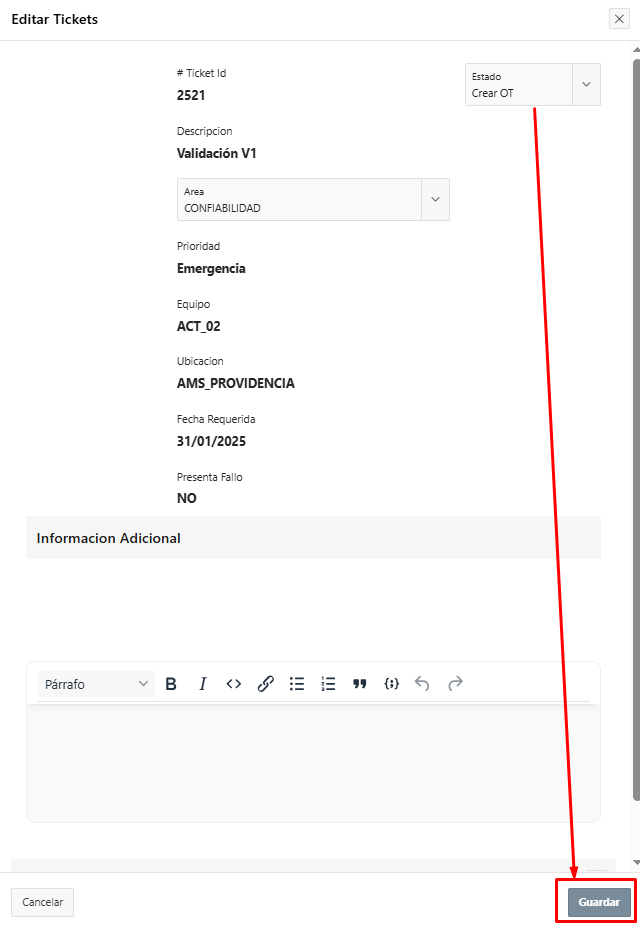 Editar Tickets
# Ticket Id
2521
Estado
Crear OT
Descripcion
Validación V1
Area
CONFIABILIDAD
Prioridad
Emergencia
Equipo
ACT_02
Ubicacion
AMS_PROVIDENCIA
Fecha Requerida
31/01/2025
Presenta Fallo
NO
Informacion Adicional
Párrafo
Cancelar
Guardar